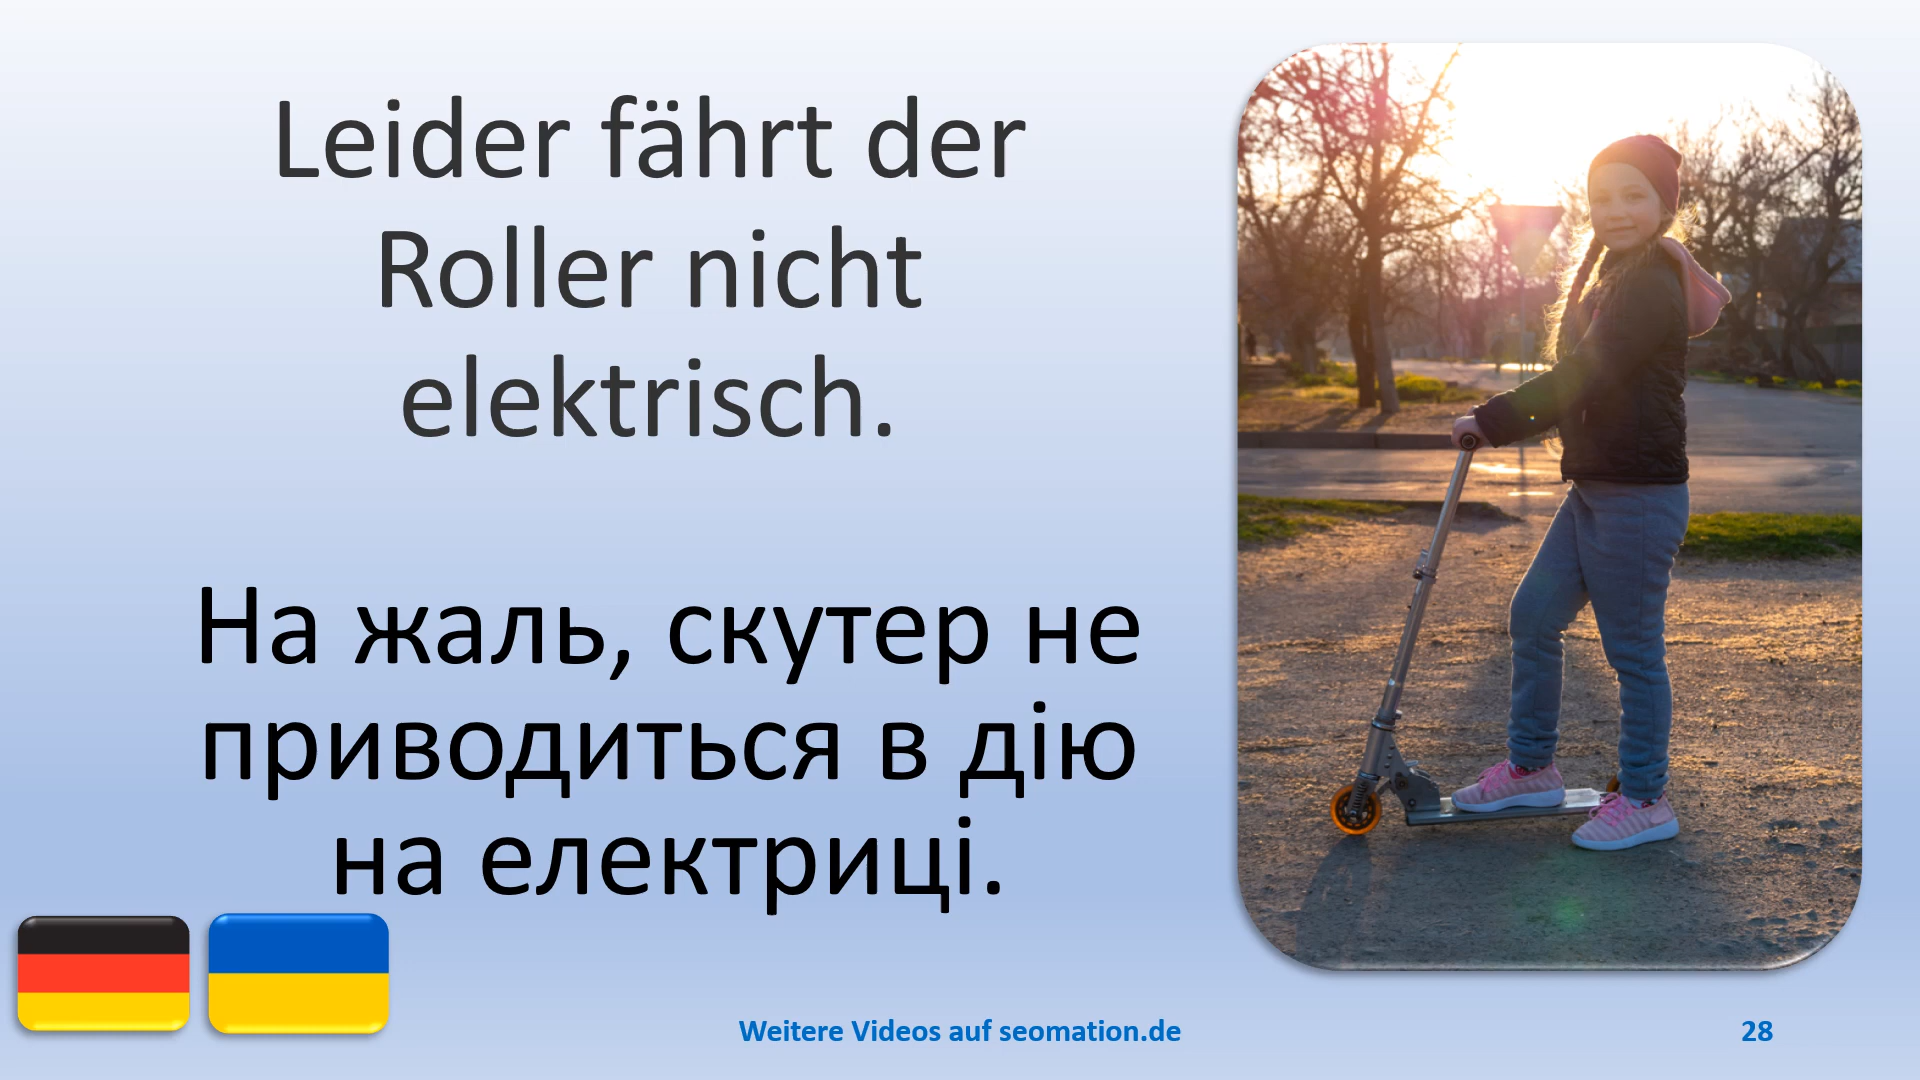 Leider fährt der
Roller nicht
elektrisch.
На жаль, скутер не
приводиться в дію
на електриці.
Weitere Videos auf seomation.de
28